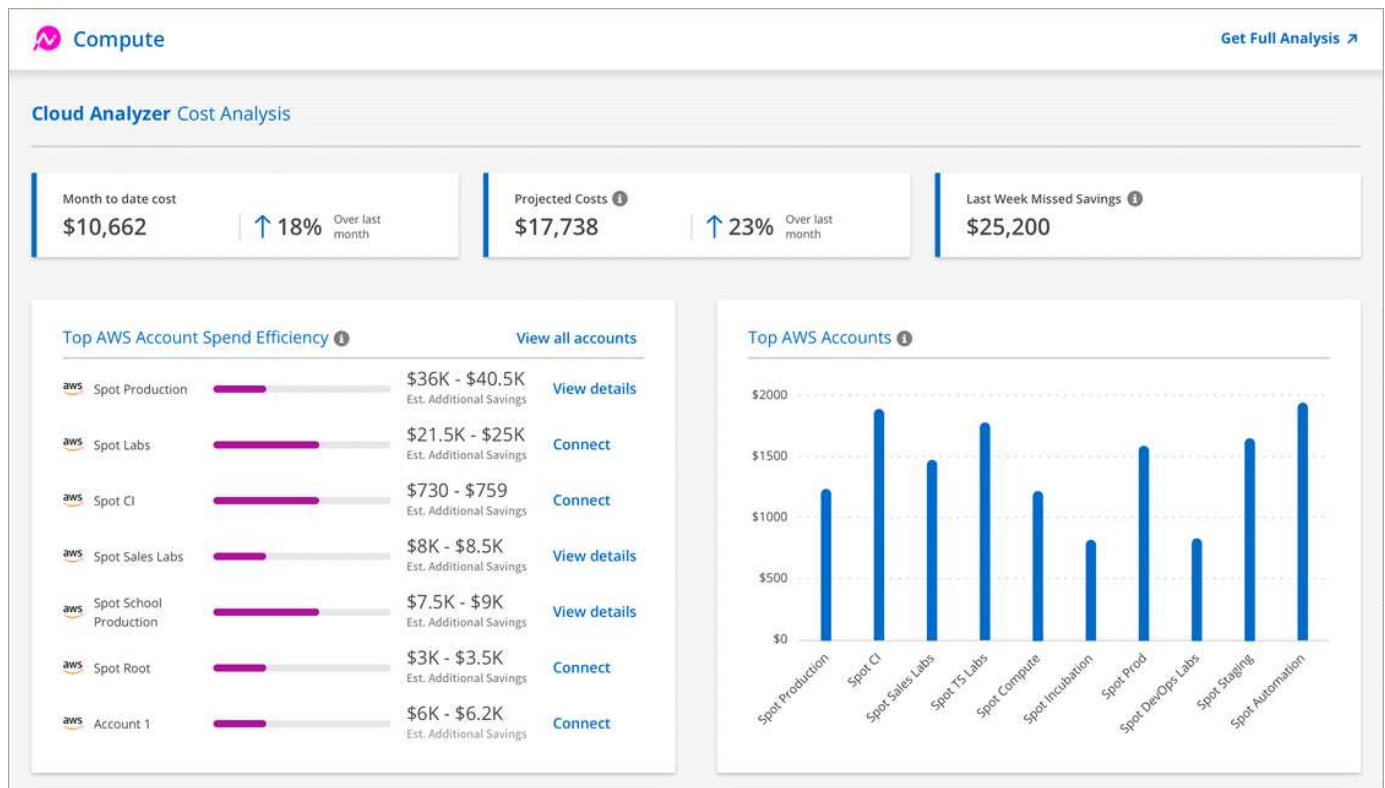 Compute
Get Full Analysis
Cloud Analyzer Cost Analysis
Month to date cost
$10,662
18%
Over last
month
Projected Costs
$17,738
23%
Over last
month
Last Week Missed Savings
$25,200
Top AWS Account Spend Efficiency
View all accounts
aws
Spot Production
$36K - $40.5K
Est. Additional Savings
View details
aws
Spot Labs
$21.5K - $25K
Est. Additional Savings
Connect
aws
Spot CI
$730 - $759
Est. Additional Savings
Connect
aws
Spot Sales Labs
$8K - $8.5K
Est. Additional Savings
View details
aws
Spot School
Production
$7.5K - $9K
Est. Additional Savings
View details
aws
Spot Root
$3K - $3.5K
Est. Additional Savings
Connect
aws
Account 1
$6K - $6.2K
Est. Additional Savings
Connect
Top AWS Accounts
$2000
$1500
$1000
$500
$0
Spot Production
Spot CI
Spot Sales Labs
Spot TS Labs
Spot Compute
Spot Incubation
Spot Prod
Spot DevOps Labs
Spot Staging
Spot Automation